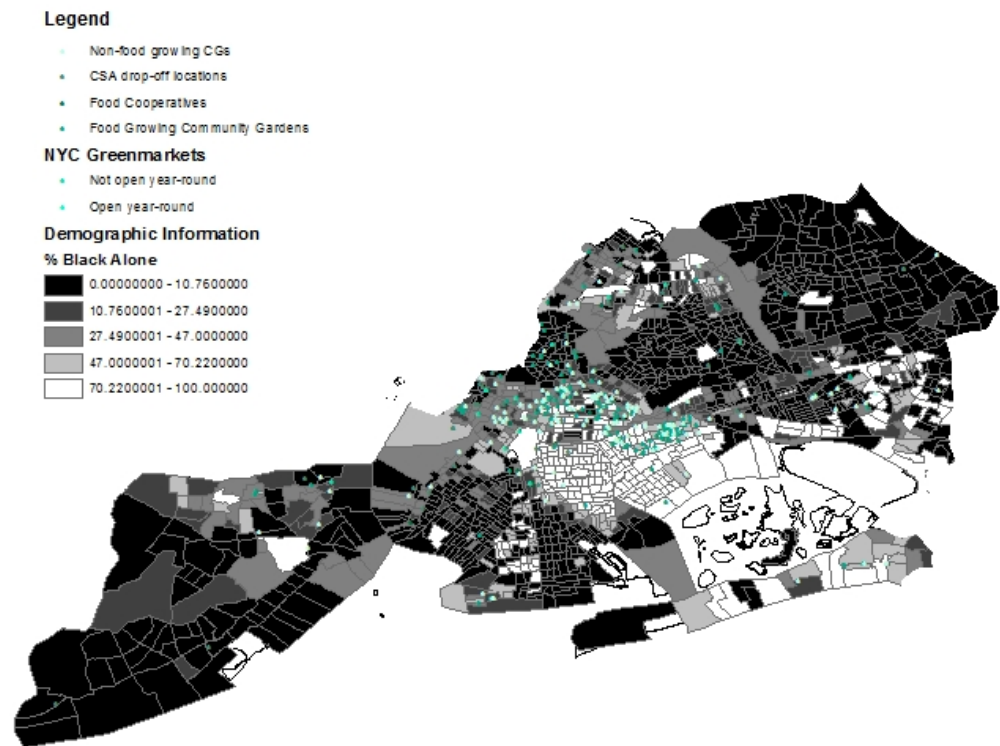 Legend
Non-food growing CGs
CSA drop-off locations
Food Cooperatives
Food Growing Community Gardens
NYC Greenmarkets
Not open year-round
Open year-round
Demographic Information
% Black Alone
0.00000000 - 10.7600000
10.7600001 - 27.4900000
27.4900001 - 47.0000000
47.0000001 - 70.2200000
70.2200001 - 100.000000